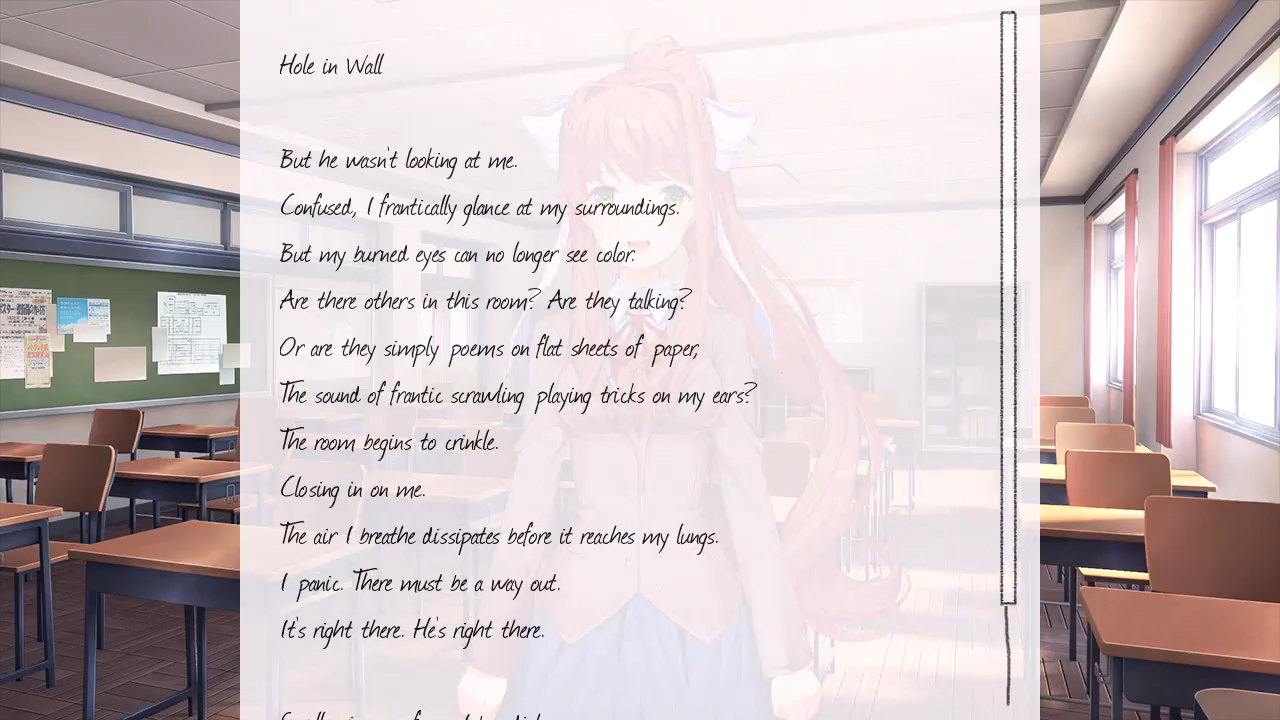 Hole in Wall
But he wasn't looking at me.
Confused, I frantically glance at my surroundings.
But my burned eyes can no longer see color.
Are there others in this room? Are they talking?
Or are they simply poems on flat sheets of paper,
The sound of frantic scrawling playing tricks on my ears?
The room begins to crinkle.
Closing in on me.
The air I breathe dissipates before it reaches my lungs.
I panic. There must be a way out.
It's right there. He's right there.